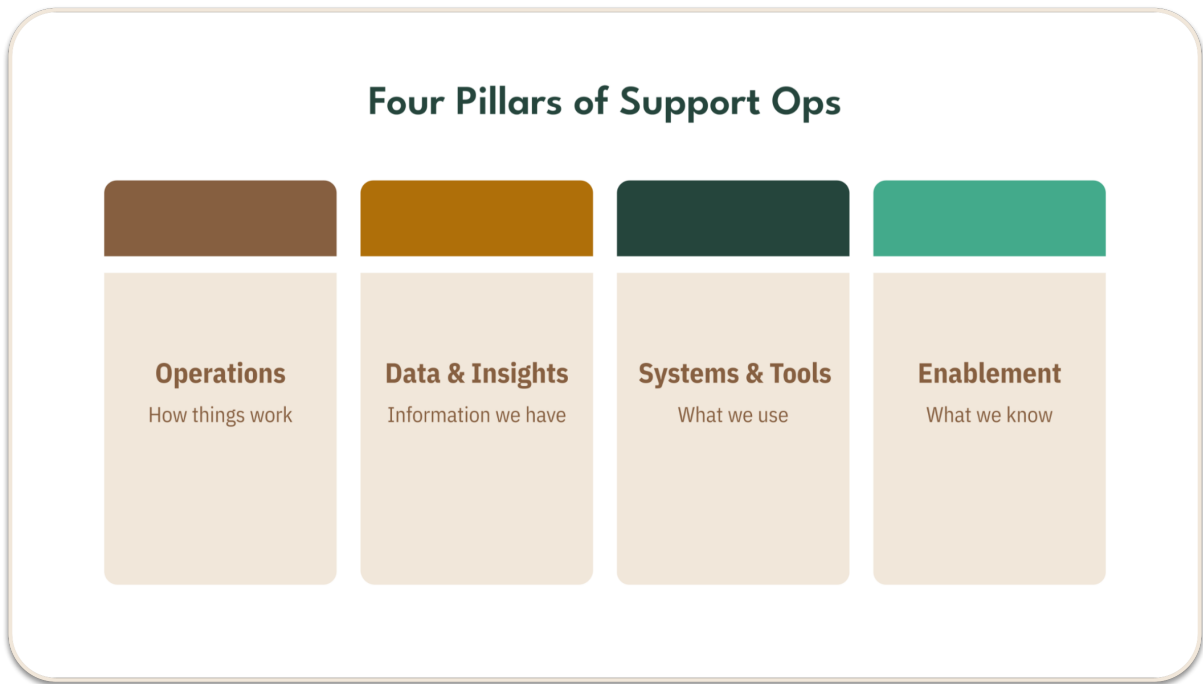 Four Pillars of Support Ops
Operations
How things work
Data & Insights
Information we have
Systems & Tools
What we use
Enablement
What we know